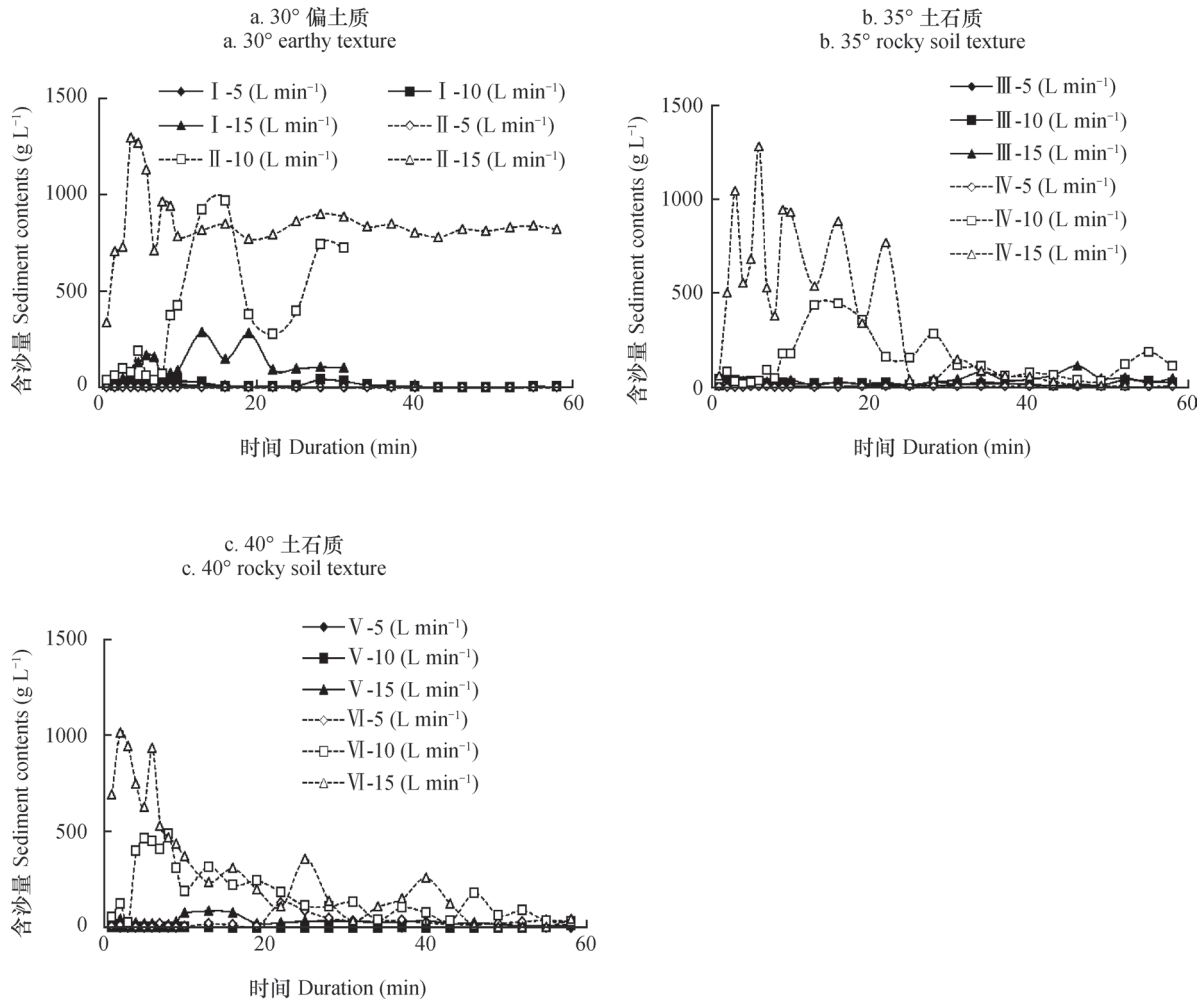 a. 30° 偏土质
a. 30° earthy texture
含沙量 Sediment contents (g L⁻¹)
1500
1000
500
0
Ⅰ-5 (L min⁻¹)
Ⅰ-10 (L min⁻¹)
Ⅰ-15 (L min⁻¹)
Ⅱ-5 (L min⁻¹)
Ⅱ-10 (L min⁻¹)
Ⅱ-15 (L min⁻¹)
0 20 40 60
时间 Duration (min)
b. 35° 土石质
b. 35° rocky soil texture
含沙量 Sediment contents (g L⁻¹)
1500
1000
500
0
Ⅲ-5 (L min⁻¹)
Ⅲ-10 (L min⁻¹)
Ⅲ-15 (L min⁻¹)
Ⅳ-5 (L min⁻¹)
Ⅳ-10 (L min⁻¹)
Ⅳ-15 (L min⁻¹)
0 20 40 60
时间 Duration (min)
c. 40° 土石质
c. 40° rocky soil texture
含沙量 Sediment contents (g L⁻¹)
1500
1000
500
0
Ⅴ-5 (L min⁻¹)
Ⅴ-10 (L min⁻¹)
Ⅴ-15 (L min⁻¹)
Ⅵ-5 (L min⁻¹)
Ⅵ-10 (L min⁻¹)
Ⅵ-15 (L min⁻¹)
0 20 40 60
时间 Duration (min)